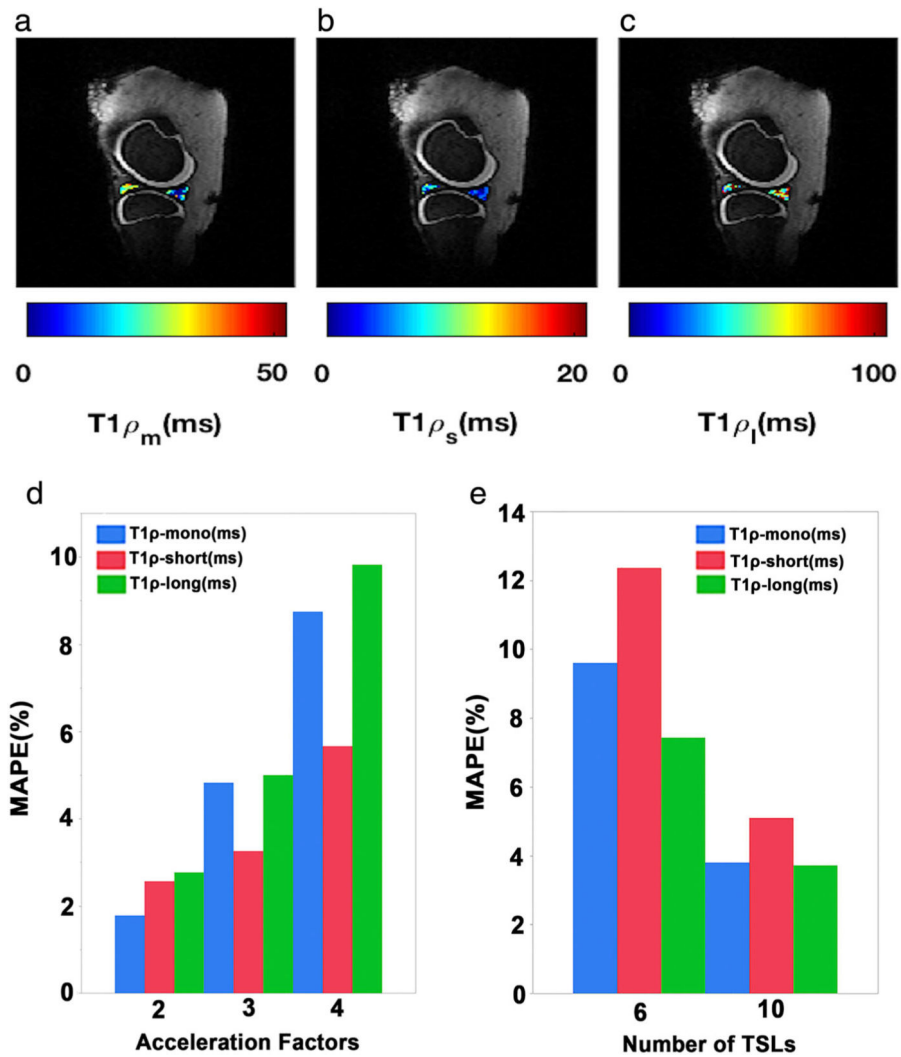 a
b
c
0 50
0 20
0 100
T1ρm(ms)
T1ρs(ms)
T1ρl(ms)
d
10
8
6
4
2
0
MAPE(%)
T1ρ-mono(ms)
T1ρ-short(ms)
T1ρ-long(ms)
2 3 4
Acceleration Factors
e
14
12
10
8
6
4
2
0
MAPE(%)
T1ρ-mono(ms)
T1ρ-short(ms)
T1ρ-long(ms)
6 10
Number of TSLs